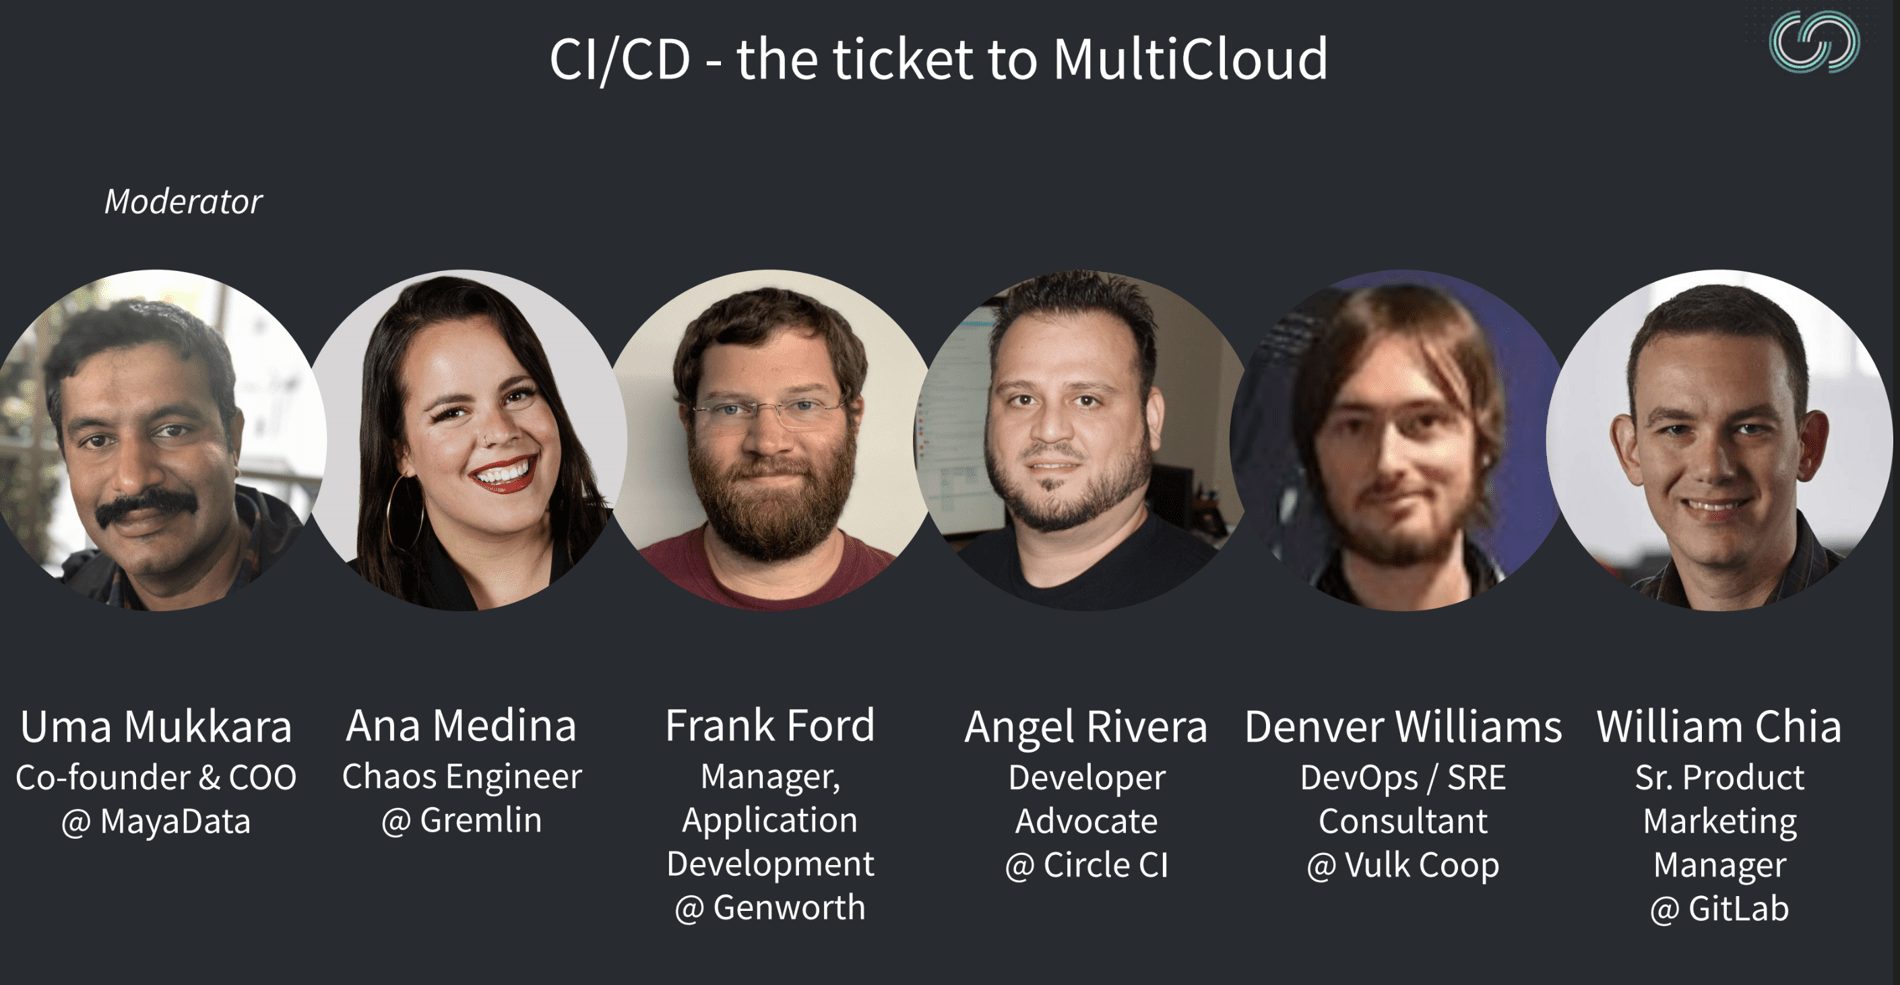 CI/CD - the ticket to MultiCloud
Moderator
Uma Mukkara
Co-founder & COO
@ MayaData
Ana Medina
Chaos Engineer
@ Gremlin
Frank Ford
Manager,
Application
Development
@ Genworth
Angel Rivera
Developer
Advocate
@ Circle CI
Denver Williams
DevOps / SRE
Consultant
@ Vulk Coop
William Chia
Sr. Product
Marketing
Manager
@ GitLab